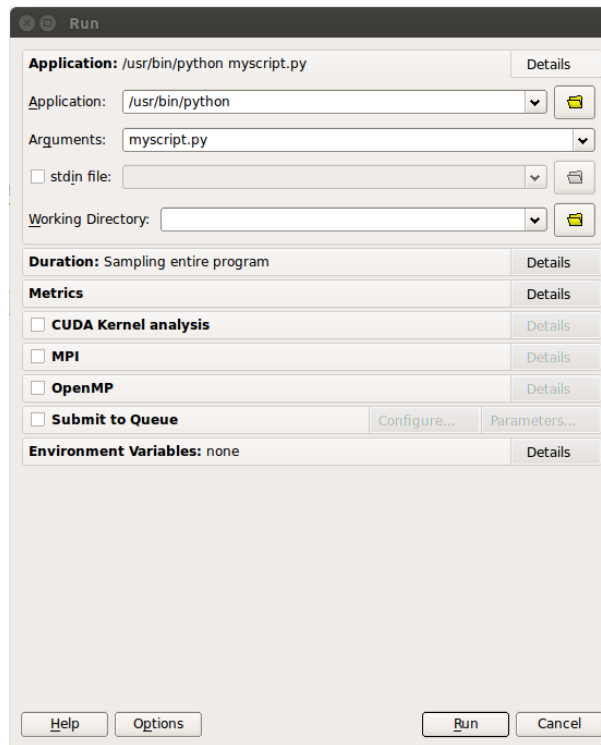 Run
Application: /usr/bin/python myscript.py Details
Application: /usr/bin/python
Arguments: myscript.py
stdin file:
Working Directory:
Duration: Sampling entire program Details
Metrics Details
CUDA Kernel analysis Details
MPI Details
OpenMP Details
Submit to Queue Configure... Parameters...
Environment Variables: none Details
Help Options Run Cancel